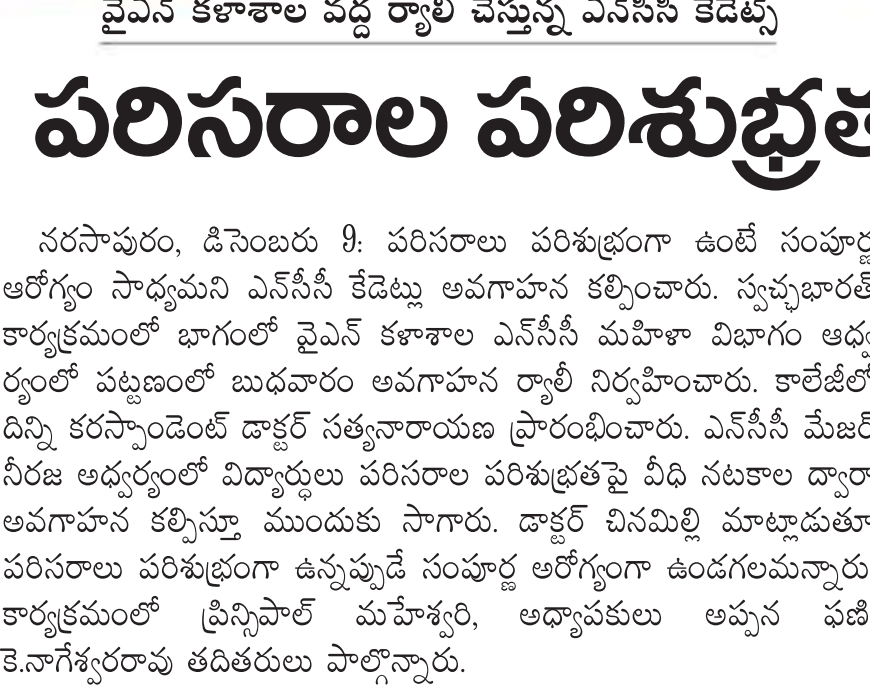 వైఎన్ కళాశాల వద్ద ర్యాలీ చేస్తున్న ఎన్‌సీసీ కేడెట్స్
పరిసరాల పరిశుభ్రత
నరసాపురం, డిసెంబరు 9: పరిసరాలు పరిశుభ్రంగా ఉంటే సంపూర్ణ
ఆరోగ్యం సాధ్యమని ఎన్‌సీసీ కేడెట్లు అవగాహన కల్పించారు. స్వచ్ఛభారత్
కార్యక్రమంలో భాగంలో వైఎన్ కళాశాల ఎన్‌సీసీ మహిళా విభాగం ఆధ్వ
ర్యంలో పట్టణంలో బుధవారం అవగాహన ర్యాలీ నిర్వహించారు. కాలేజీలో
దిన్ని కరస్పాండెంట్ డాక్టర్ సత్యనారాయణ ప్రారంభించారు. ఎన్‌సీసీ మేజర్
నీరజ అధ్వర్యంలో విద్యార్థులు పరిసరాల పరిశుభ్రతపై వీధి నటకాల ద్వారా
అవగాహన కల్పిస్తూ ముందుకు సాగారు. డాక్టర్ చినమిల్లి మాట్లాడుతూ
పరిసరాలు పరిశుభ్రంగా ఉన్నప్పుడే సంపూర్ణ అరోగ్యంగా ఉండగలమన్నారు
కార్యక్రమంలో ప్రిన్సిపాల్ మహేశ్వరి, అధ్యాపకులు అప్పన ఫణి
కె.నాగేశ్వరరావు తదితరులు పాల్గొన్నారు.